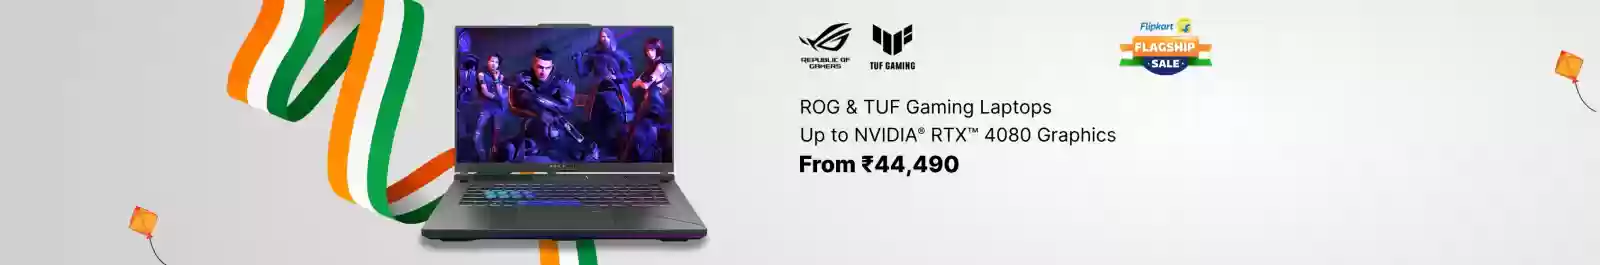 REPUBLIC OF
GAMERS
TUF GAMING
Flipkart
FLAGSHIP
· SALE ·
ROG & TUF Gaming Laptops
Up to NVIDIA® RTX™ 4080 Graphics
From ₹44,490